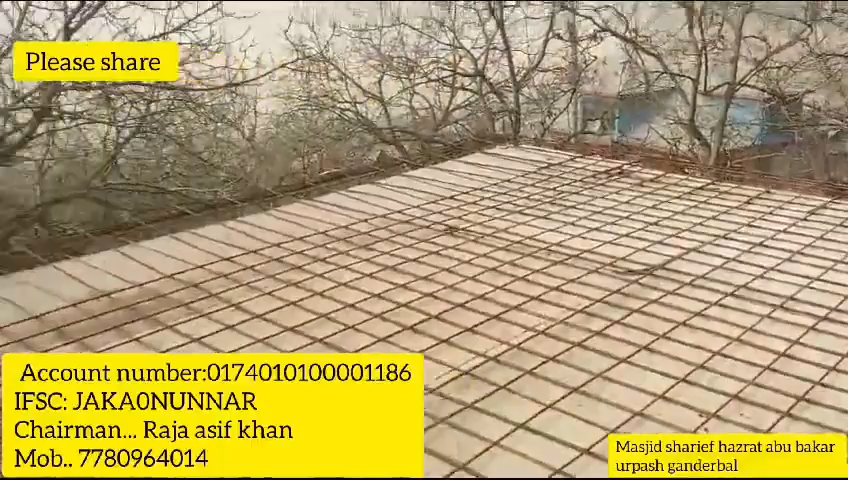 Please share
Account number:0174010100001186
IFSC: JAKA0NUNNAR
Chairman... Raja asif khan
Mob.. 7780964014
Masjid sharief hazrat abu bakar
urpash ganderbal